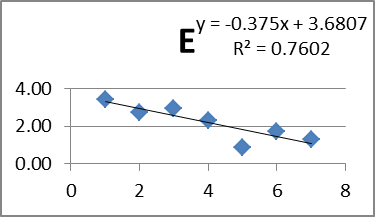 y = -0.375x + 3.6807
E
R² = 0.7602
4.00
2.00
0.00
0 2 4 6 8